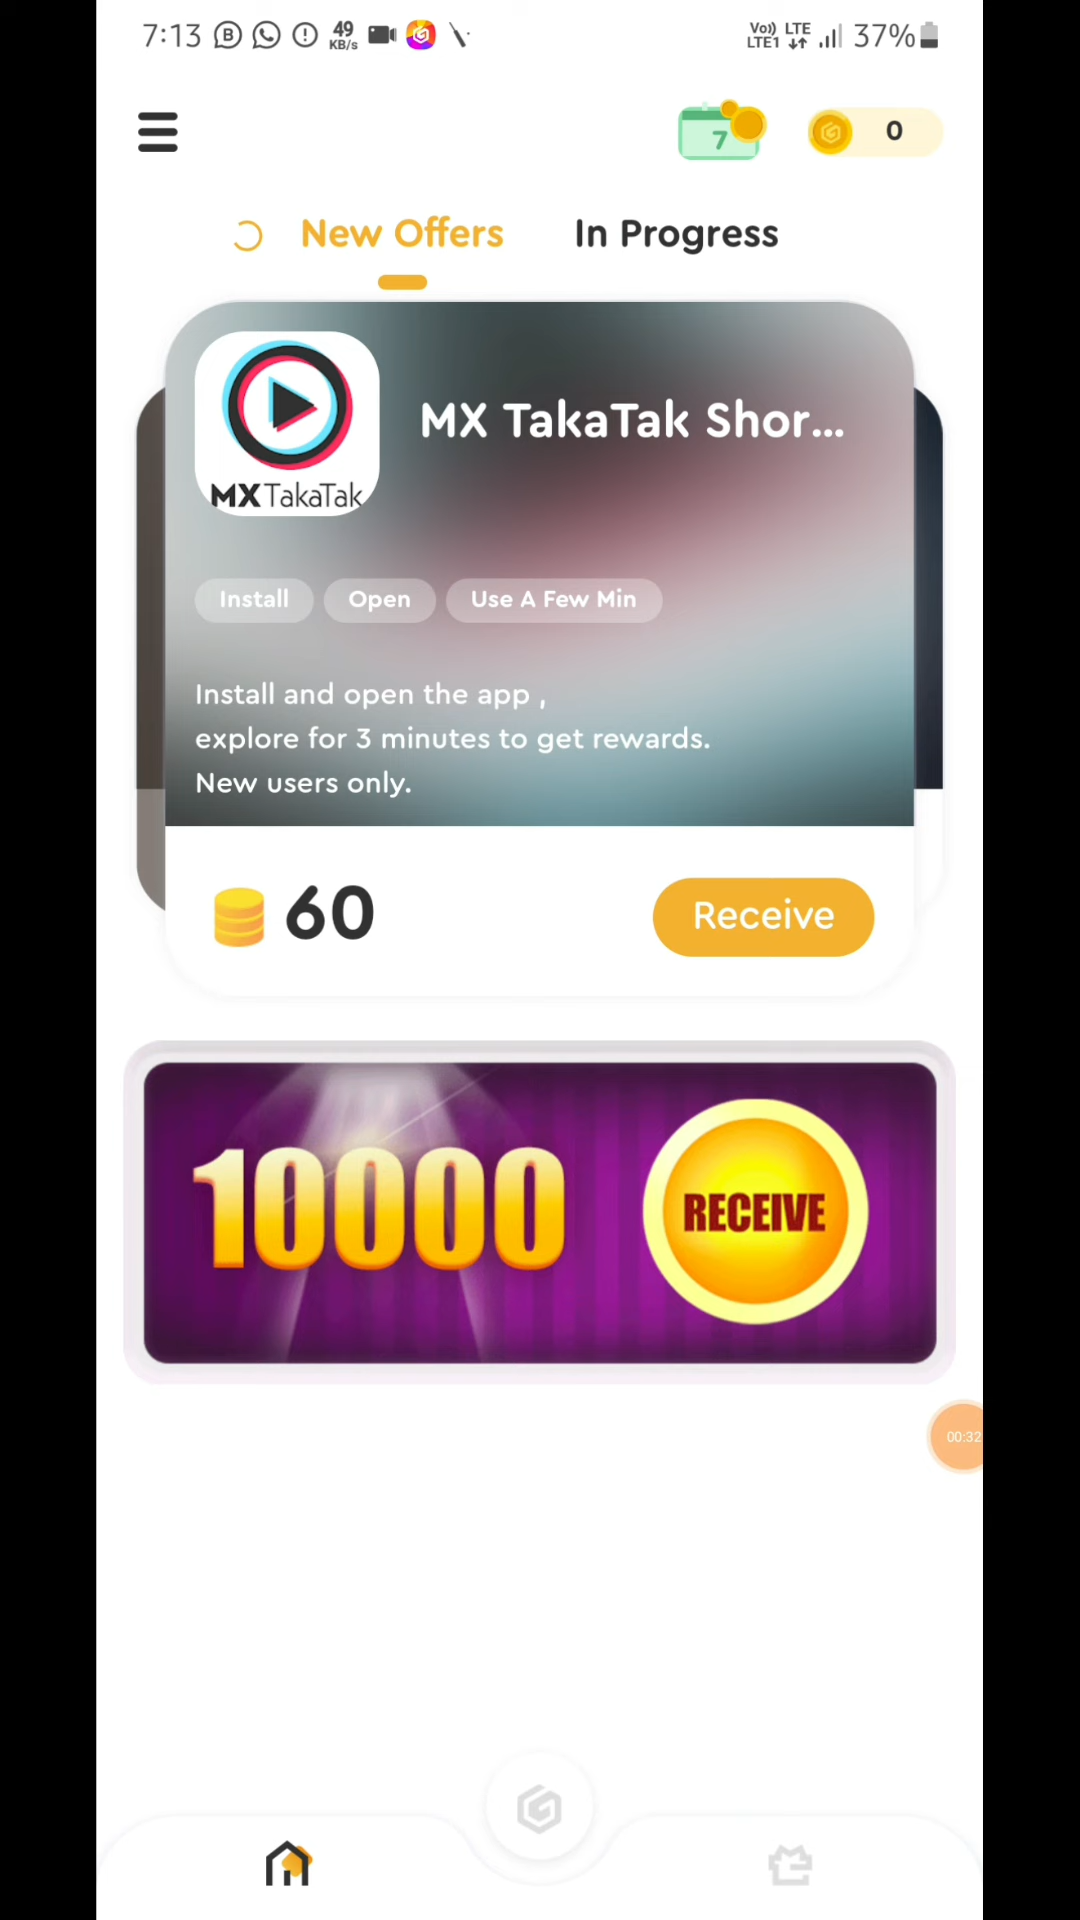 7:13 B 49 KB/s Vo)) LTE LTE1 37%
7 0
New Offers In Progress
MX TakaTak Shor...
MX TakaTak
Install Open Use A Few Min
Install and open the app ,
explore for 3 minutes to get rewards.
New users only.
60 Receive
10000 RECEIVE
00:32